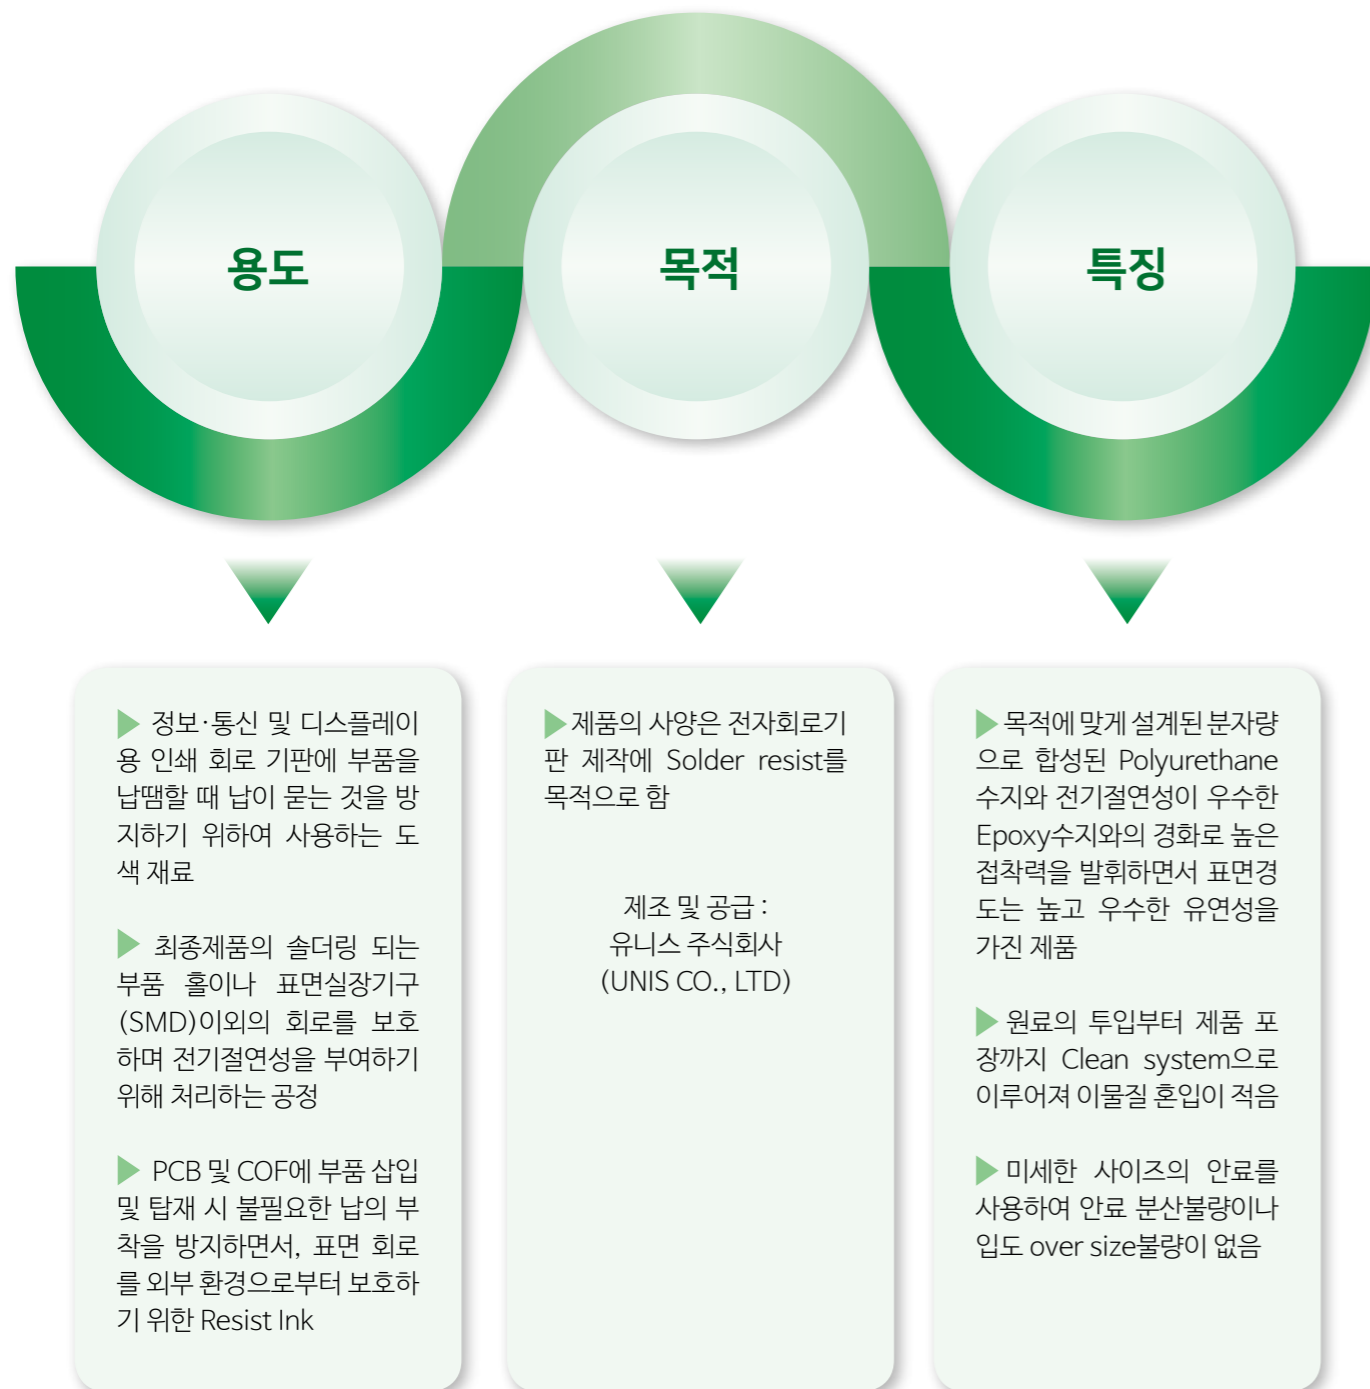 용도
목적
특징
▶ 정보·통신 및 디스플레이
용 인쇄 회로 기판에 부품을
납땜할 때 납이 묻는 것을 방
지하기 위하여 사용하는 도
색 재료
▶ 최종제품의 솔더링 되는
부품 홀이나 표면실장기구
(SMD)이외의 회로를 보호
하며 전기절연성을 부여하기
위해 처리하는 공정
▶ PCB 및 COF에 부품 삽입
및 탑재 시 불필요한 납의 부
착을 방지하면서, 표면 회로
를 외부 환경으로부터 보호하
기 위한 Resist Ink
▶제품의 사양은 전자회로기
판 제작에 Solder resist를
목적으로 함
제조 및 공급 :
유니스 주식회사
(UNIS CO., LTD)
▶목적에 맞게 설계된 분자량
으로 합성된 Polyurethane
수지와 전기절연성이 우수한
Epoxy수지와의 경화로 높은
접착력을 발휘하면서 표면경
도는 높고 우수한 유연성을
가진 제품
▶원료의 투입부터 제품 포
장까지 Clean system으로
이루어져 이물질 혼입이 적음
▶미세한 사이즈의 안료를
사용하여 안료 분산불량이나
입도 over size불량이 없음